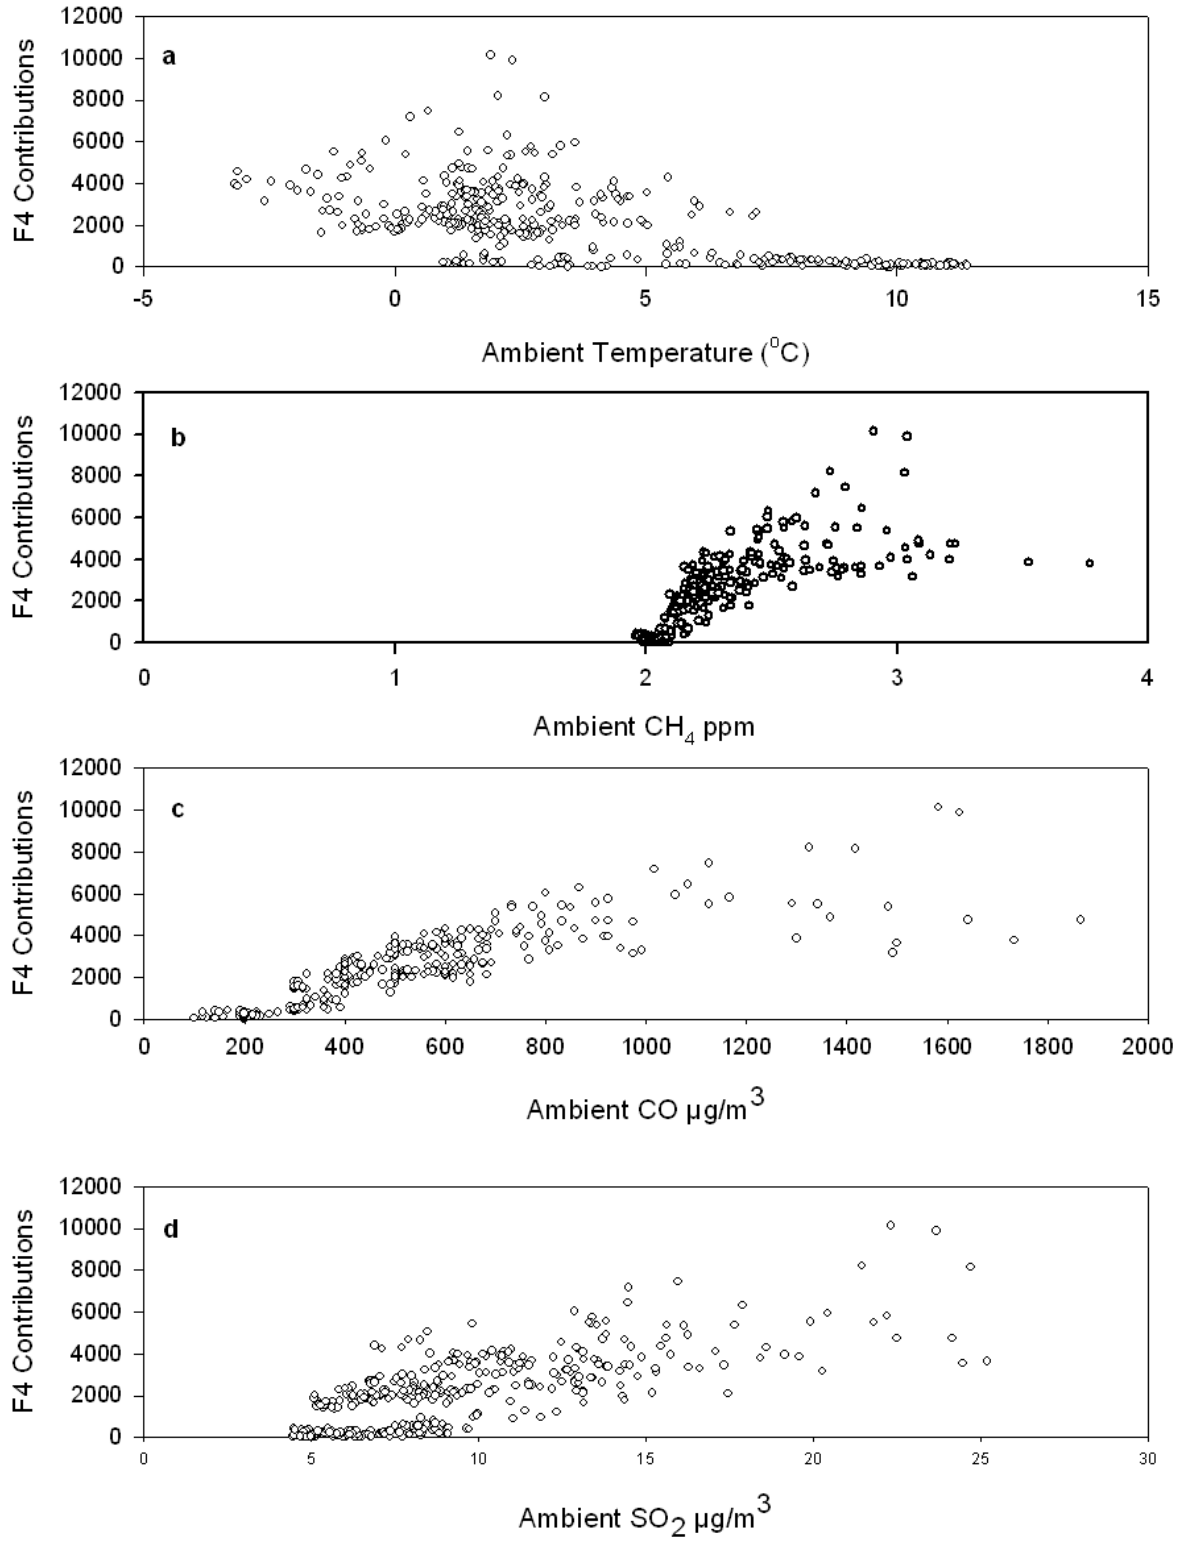 12000
10000
8000
6000
4000
2000
0
F4 Contributions
a
-5 0 5 10 15
Ambient Temperature (⁰C)
12000
10000
8000
6000
4000
2000
0
F4 Contributions
b
0 1 2 3 4
Ambient CH₄ ppm
12000
10000
8000
6000
4000
2000
0
F4 Contributions
c
0 200 400 600 800 1000 1200 1400 1600 1800 2000
Ambient CO µg/m³
12000
10000
8000
6000
4000
2000
0
F4 Contributions
d
0 5 10 15 20 25 30
Ambient SO₂ µg/m³